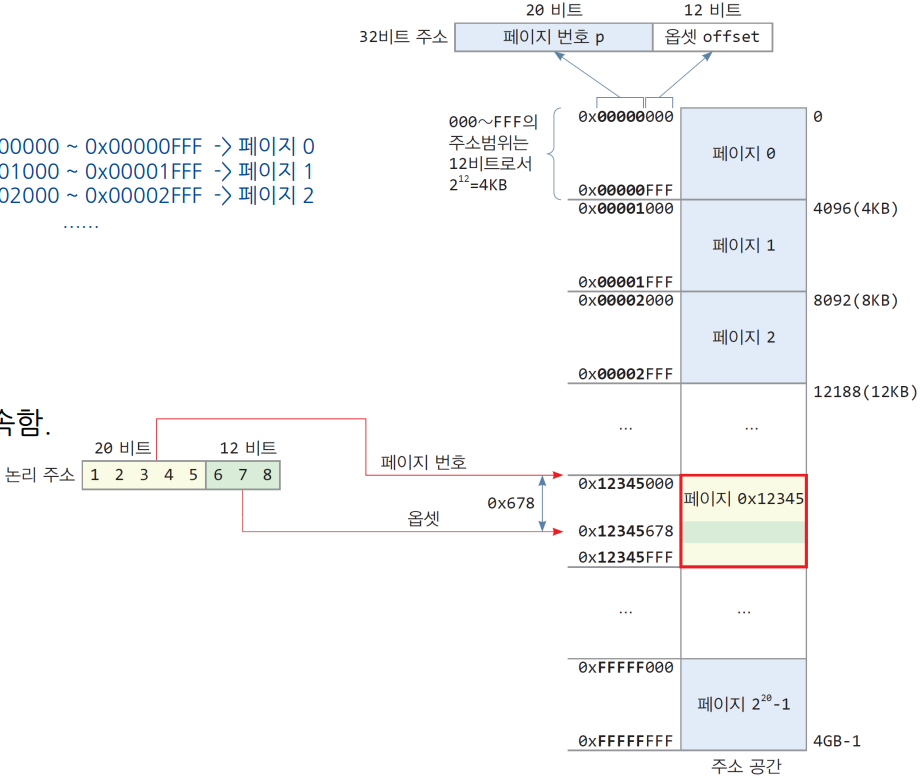 20 비트 12 비트
32비트 주소 페이지 번호 p 옵셋 offset
00000 ~ 0x00000FFF -> 페이지 0
01000 ~ 0x00001FFF -> 페이지 1
02000 ~ 0x00002FFF -> 페이지 2
......
000~FFF의
주소범위는
12비트로서
2¹²=4KB
0x00000000 0
페이지 0
0x00000FFF
0x00001000 4096(4KB)
페이지 1
0x00001FFF
0x00002000 8092(8KB)
페이지 2
0x00002FFF
12188(12KB)
... ...
속함.
20 비트 12 비트
논리 주소 1 2 3 4 5 6 7 8
페이지 번호
0x678
옵셋
0x12345000 페이지 0x12345
0x12345678
0x12345FFF
... ...
0xFFFFF000
페이지 2²⁰-1
0xFFFFFFFF 4GB-1
주소 공간